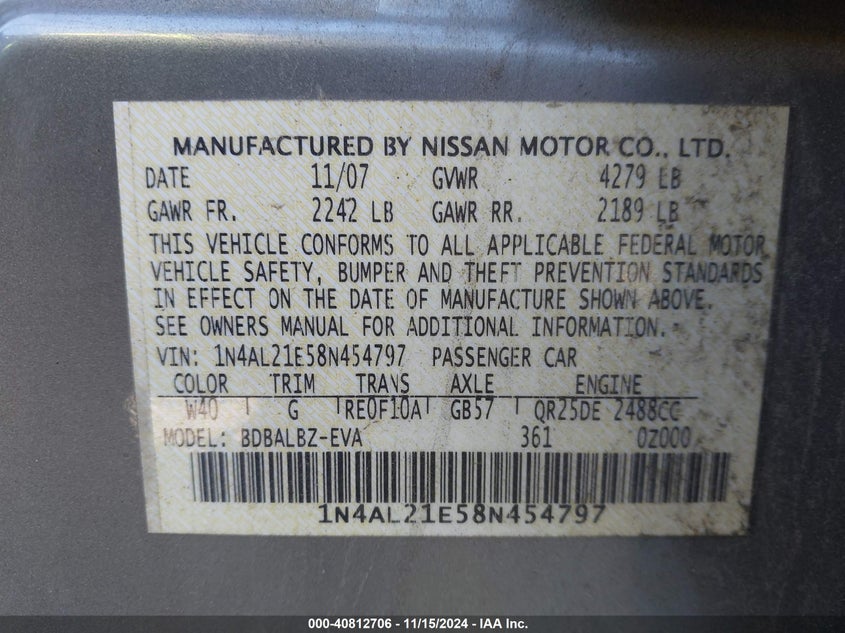 MANUFACTURED BY NISSAN MOTOR CO., LTD.
DATE 11/07 GVWR 4279 LB
GAWR FR. 2242 LB GAWR RR. 2189 LB
THIS VEHICLE CONFORMS TO ALL APPLICABLE FEDERAL MOTOR
VEHICLE SAFETY, BUMPER AND THEFT PREVENTION STANDARDS
IN EFFECT ON THE DATE OF MANUFACTURE SHOWN ABOVE.
SEE OWNERS MANUAL FOR ADDITIONAL INFORMATION.
VIN: 1N4AL21E58N454797 PASSENGER CAR
COLOR TRIM TRANS AXLE ENGINE
W40 G RE0F10A GB57 QR25DE 2488CC
MODEL: BDBALBZ-EVA 361 0Z000
1N4AL21E58N454797
000-40812706 - 11/15/2024 - IAA Inc.